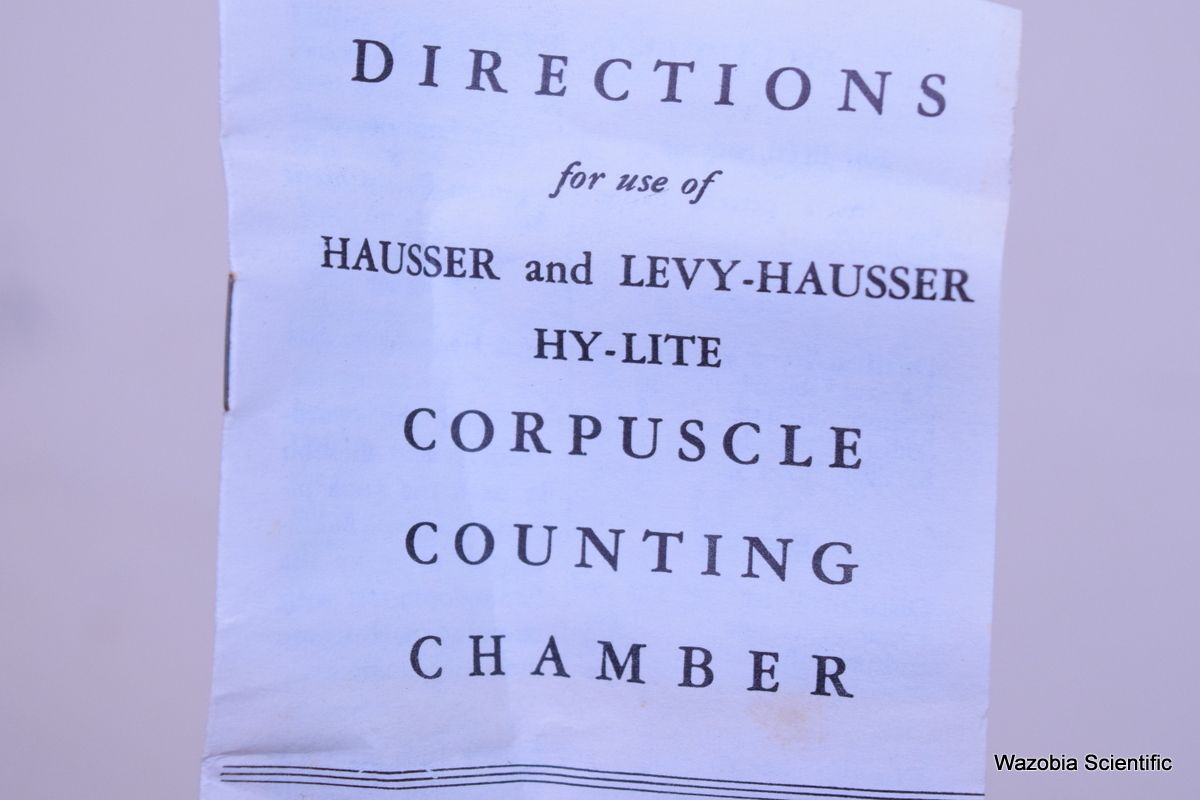 DIRECTIONS
for use of
HAUSSER and LEVY-HAUSSER
HY-LITE
CORPUSCLE
COUNTING
CHAMBER
Wazobia Scientific